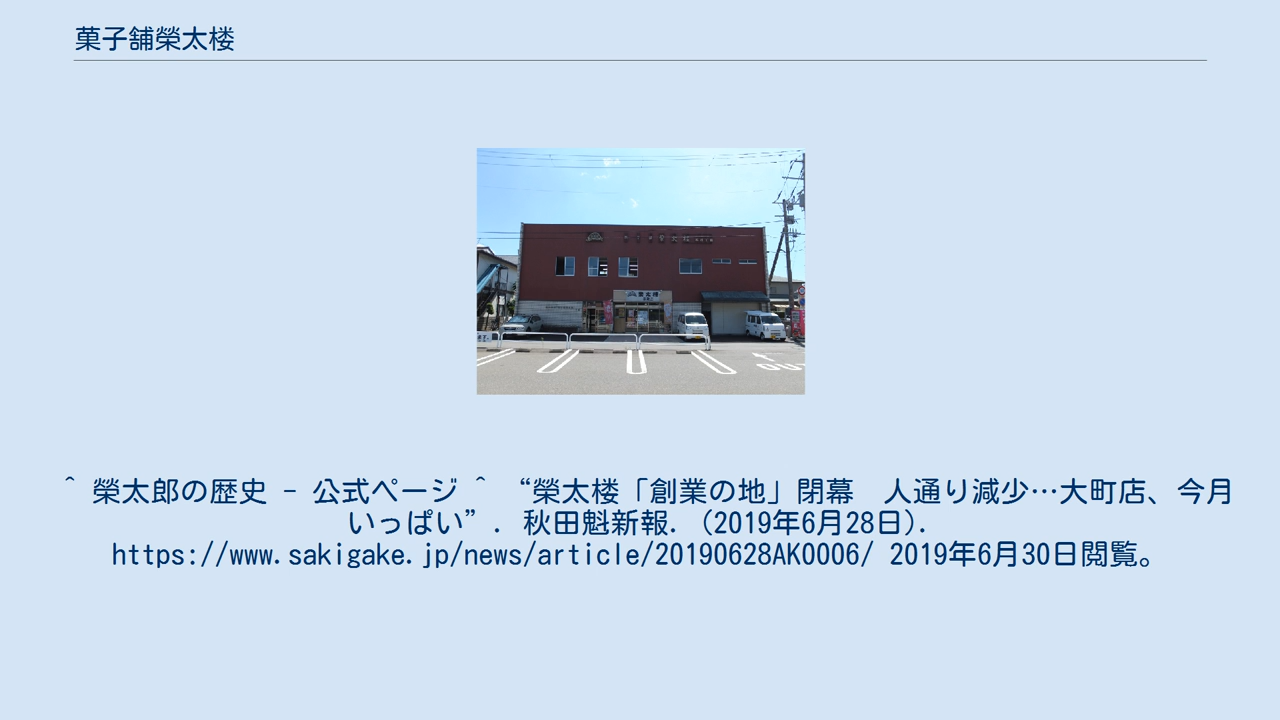 菓子舗榮太楼
榮太楼
^ 榮太郎の歴史 - 公式ページ ^ “榮太楼「創業の地」閉幕　人通り減少…大町店、今月
いっぱい”. 秋田魁新報. (2019年6月28日).
https://www.sakigake.jp/news/article/20190628AK0006/ 2019年6月30日閲覧。